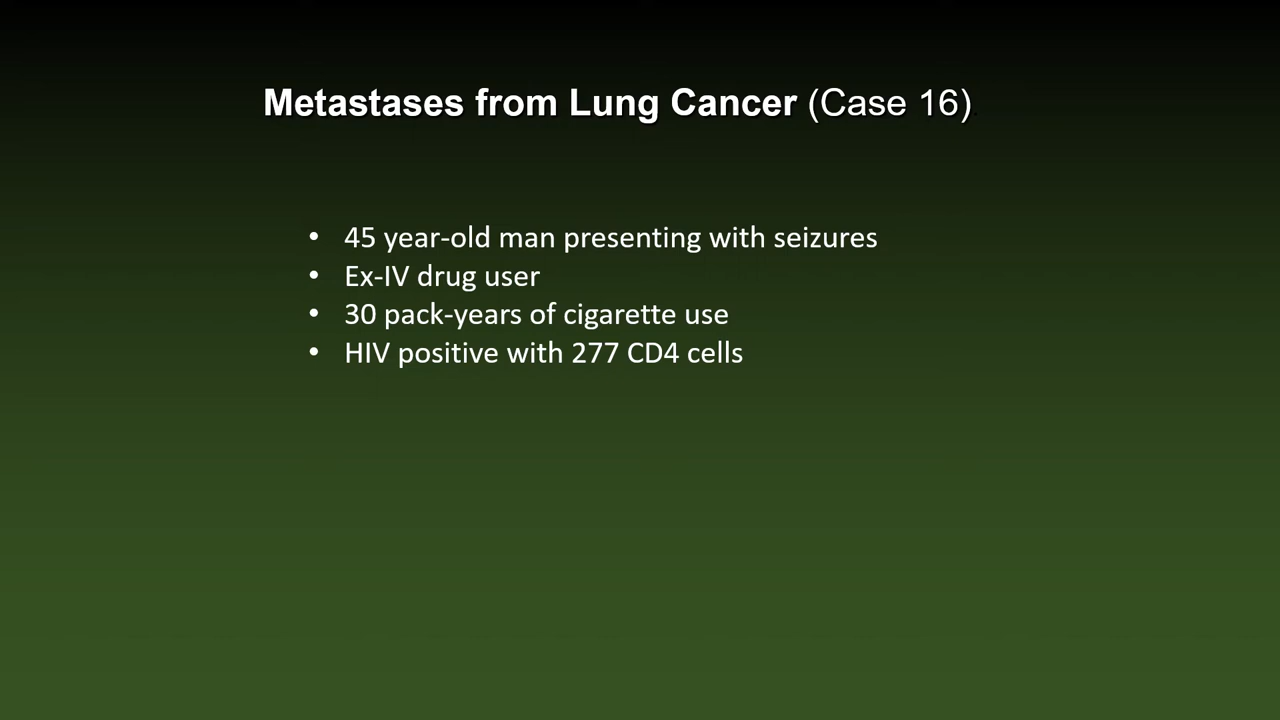 Metastases from Lung Cancer (Case 16)
• 45 year-old man presenting with seizures
• Ex-IV drug user
• 30 pack-years of cigarette use
• HIV positive with 277 CD4 cells